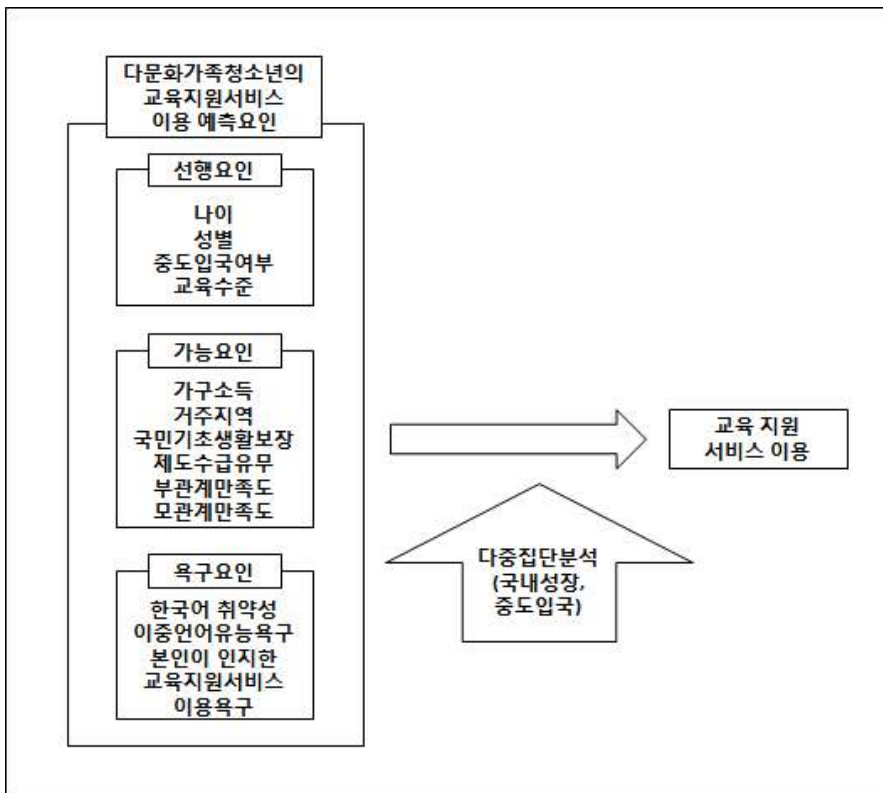 다문화가족청소년의
교육지원서비스
이용 예측요인
선행요인
나이
성별
중도입국여부
교육수준
가능요인
가구소득
거주지역
국민기초생활보장
제도수급유무
부관계만족도
모관계만족도
욕구요인
한국어 취약성
이중언어유능욕구
본인이 인지한
교육지원서비스
이용욕구
교육 지원
서비스 이용
다중집단분석
(국내성장,
중도입국)